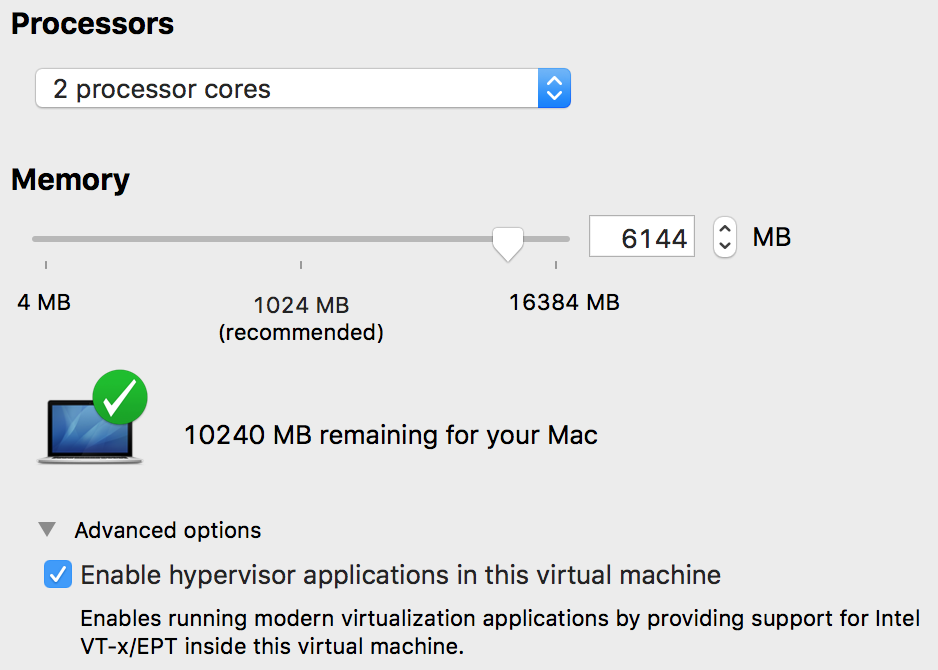 Processors
2 processor cores
Memory
6144 MB
4 MB
1024 MB
(recommended)
16384 MB
10240 MB remaining for your Mac
Advanced options
Enable hypervisor applications in this virtual machine
Enables running modern virtualization applications by providing support for Intel
VT-x/EPT inside this virtual machine.